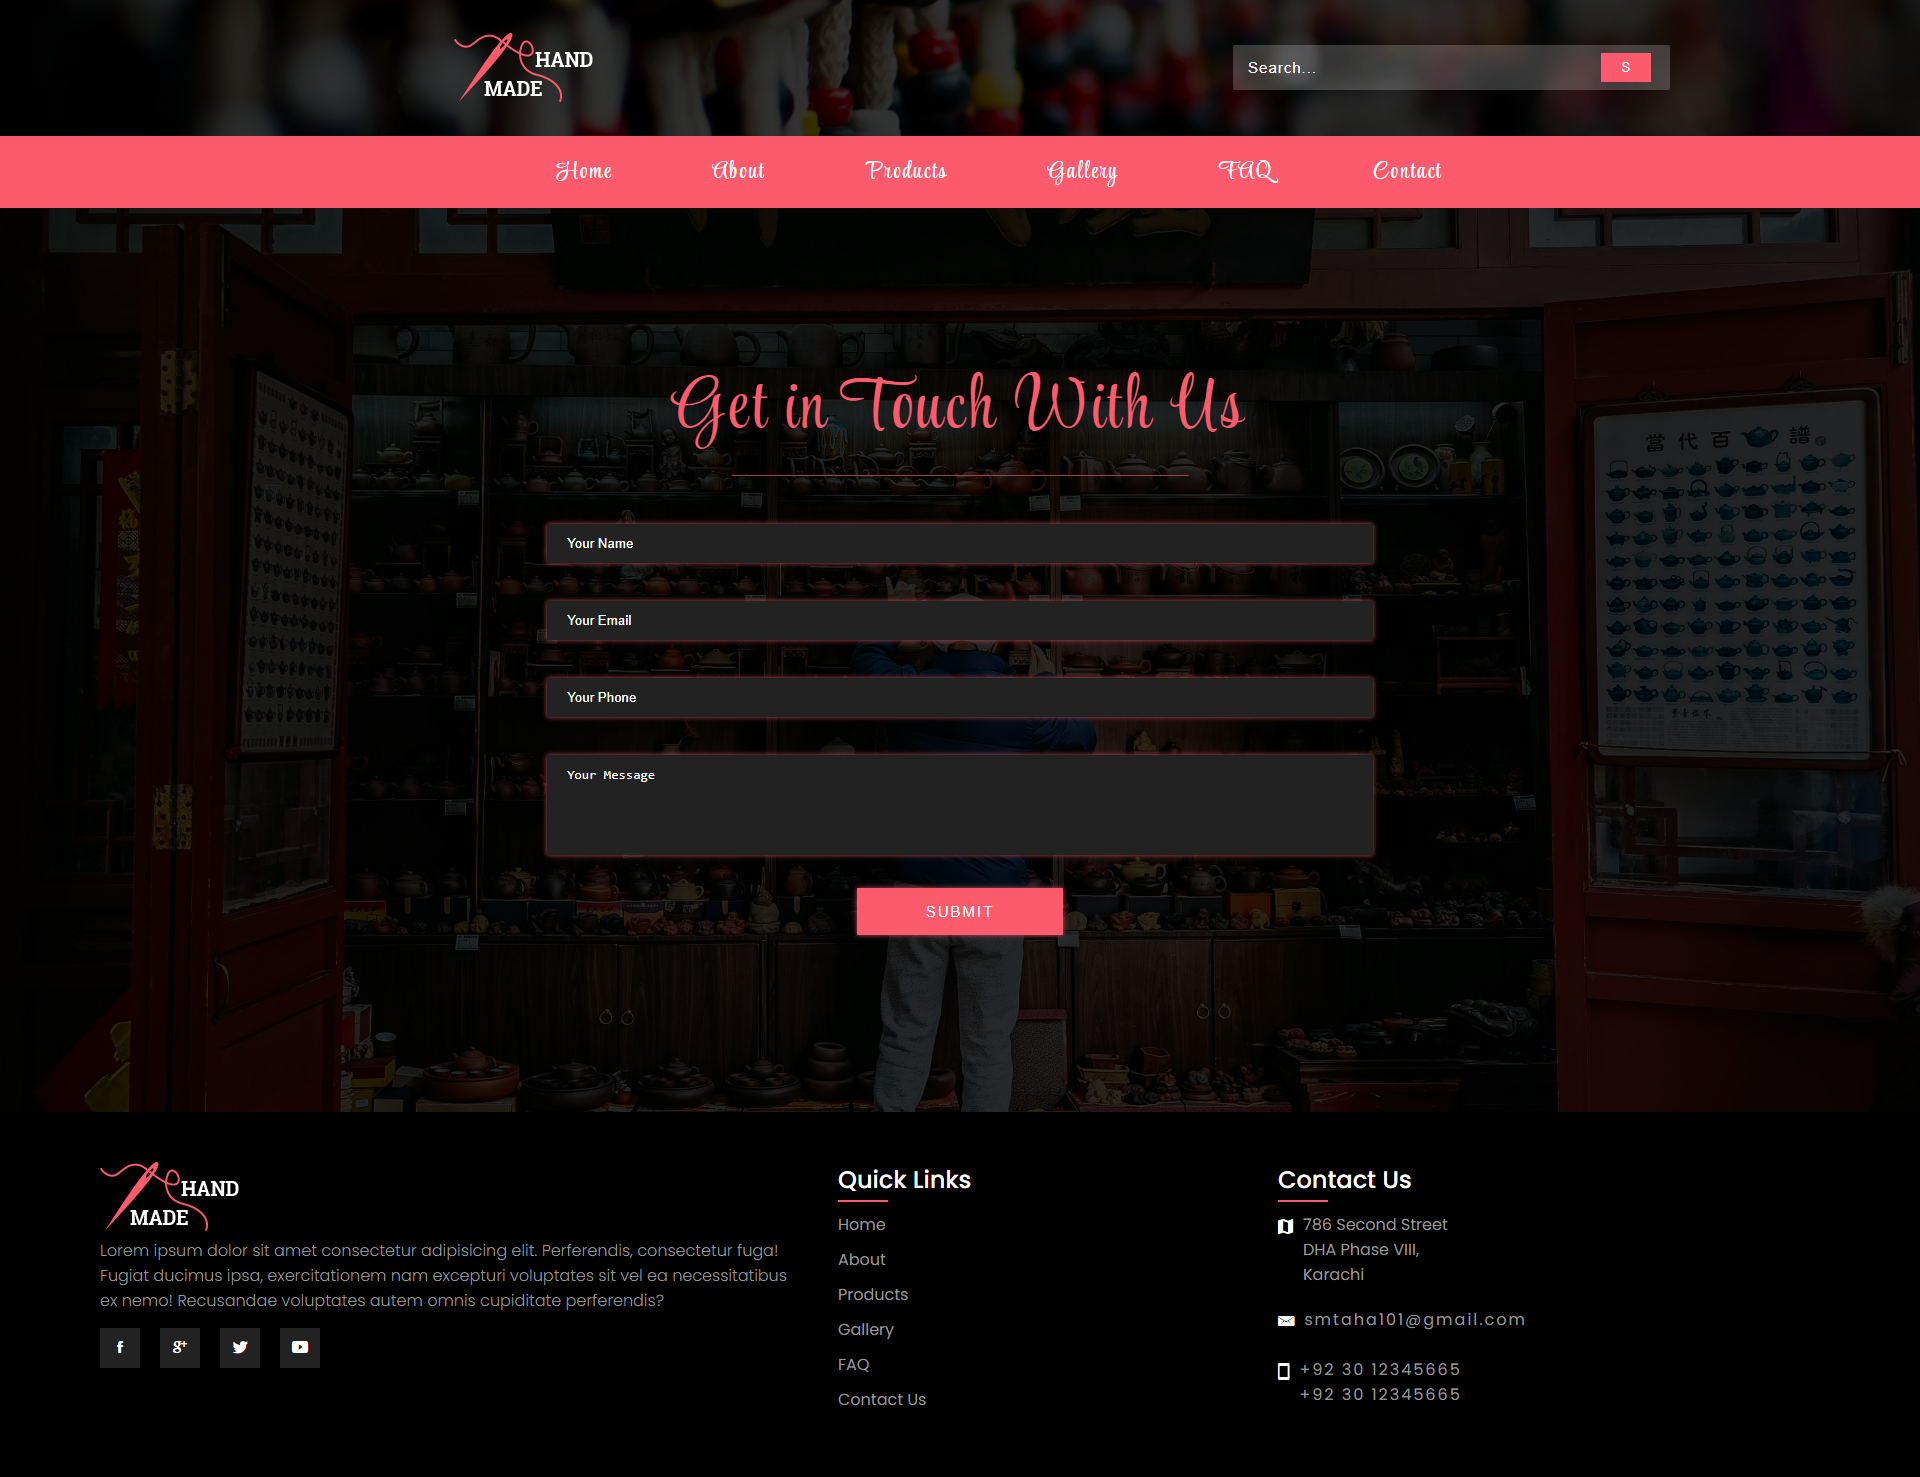 HAND
MADE
Search...
S
Home
About
Products
Gallery
FAQ
Contact
Get in Touch With Us
當代百 譜
Your Name
Your Email
Your Phone
Your Message
SUBMIT
HAND
MADE
Lorem ipsum dolor sit amet consectetur adipisicing elit. Perferendis, consectetur fuga!
Fugiat ducimus ipsa, exercitationem nam excepturi voluptates sit vel ea necessitatibus
ex nemo! Recusandae voluptates autem omnis cupiditate perferendis?
Quick Links
Home
About
Products
Gallery
FAQ
Contact Us
Contact Us
786 Second Street
DHA Phase VIII,
Karachi
smtaha101@gmail.com
+92 30 12345665
+92 30 12345665